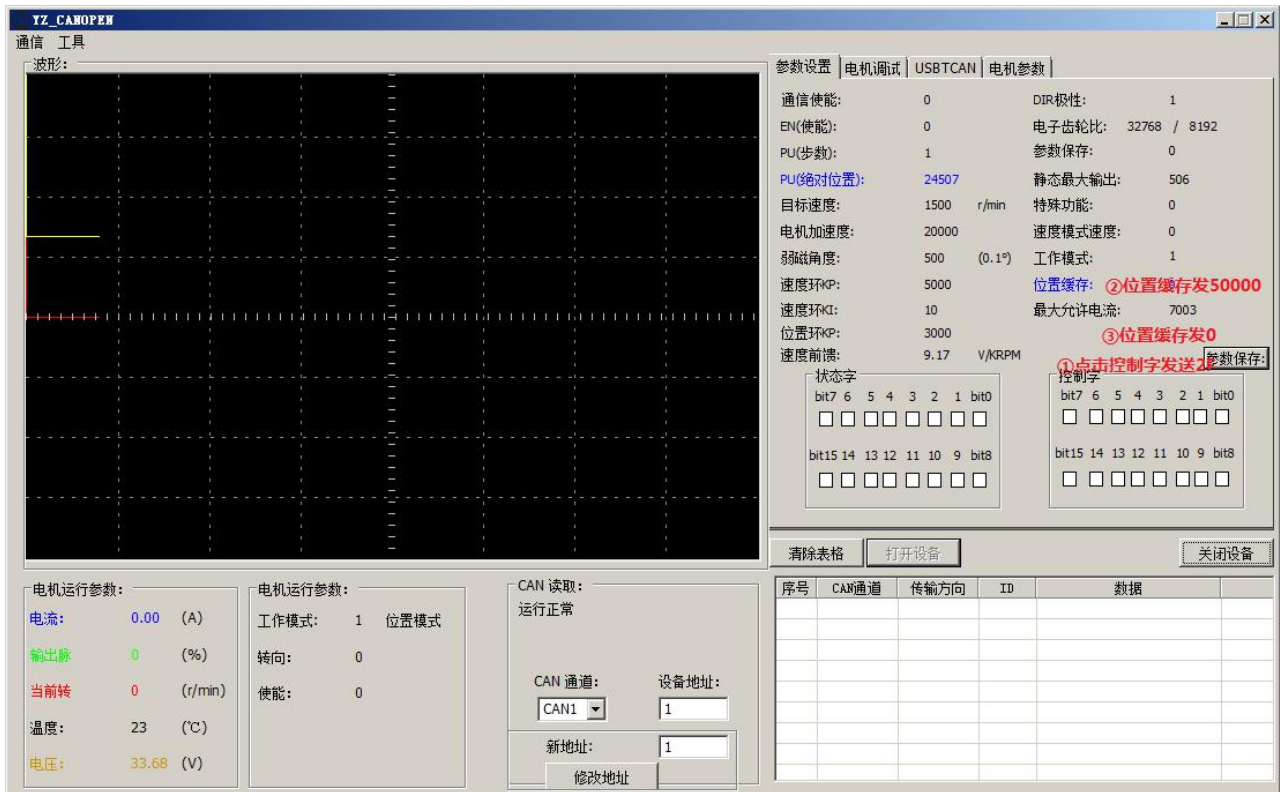 YZ_CANOPEN
通信 工具
波形:
参数设置 电机调试 USBTCAN 电机参数
通信使能: 0 DIR极性: 1
EN(使能): 0 电子齿轮比: 32768 / 8192
PU(步数): 1 参数保存: 0
PU(绝对位置): 24507 静态最大输出: 506
目标速度: 1500 r/min 特殊功能: 0
电机加速度: 20000 速度模式速度: 0
弱磁角度: 500 (0.1º) 工作模式: 1
速度环KP: 5000 位置缓存: ②位置缓存发50000
速度环KI: 10 最大允许电流: 7003
位置环KP: 3000 ③位置缓存发0
速度前馈: 9.17 V/KRPM 参数保存:
①点击控制字发送2F
状态字 控制字
bit7 6 5 4 3 2 1 bit0 bit7 6 5 4 3 2 1 bit0
bit15 14 13 12 11 10 9 bit8 bit15 14 13 12 11 10 9 bit8
清除表格 打开设备 关闭设备
序号 CAN通道 传输方向 ID 数据
电机运行参数:
电流: 0.00 (A)
输出脉 0 (%)
当前转 0 (r/min)
温度: 23 (℃)
电压: 33.68 (V)
电机运行参数:
工作模式: 1 位置模式
转向: 0
使能: 0
CAN 读取:
运行正常
CAN 通道: 设备地址:
CAN1 1
新地址: 1
修改地址